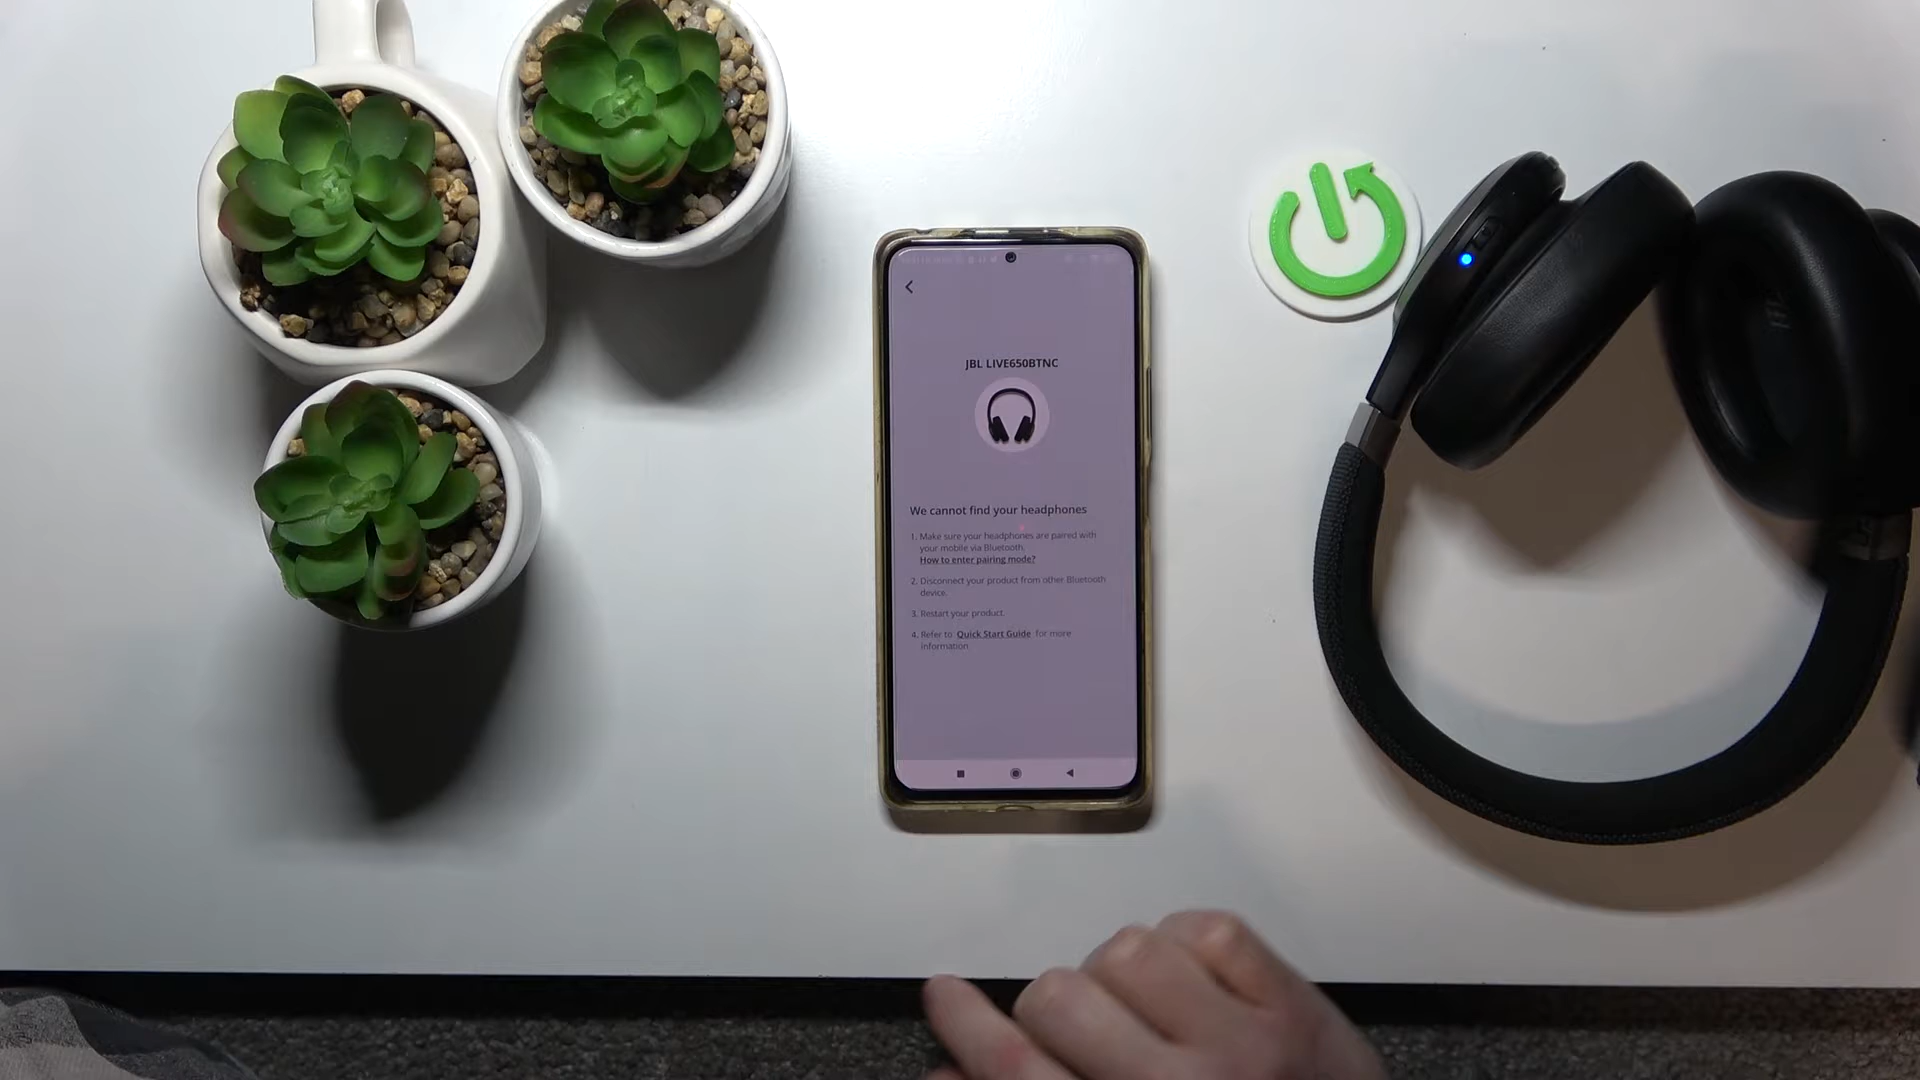 JBL LIVE650BTNC
We cannot find your headphones
1. Make sure your headphones are paired with
your mobile via Bluetooth.
How to enter pairing mode?
2. Disconnect your product from other Bluetooth
device.
3. Restart your product.
4. Refer to Quick Start Guide for more
information.